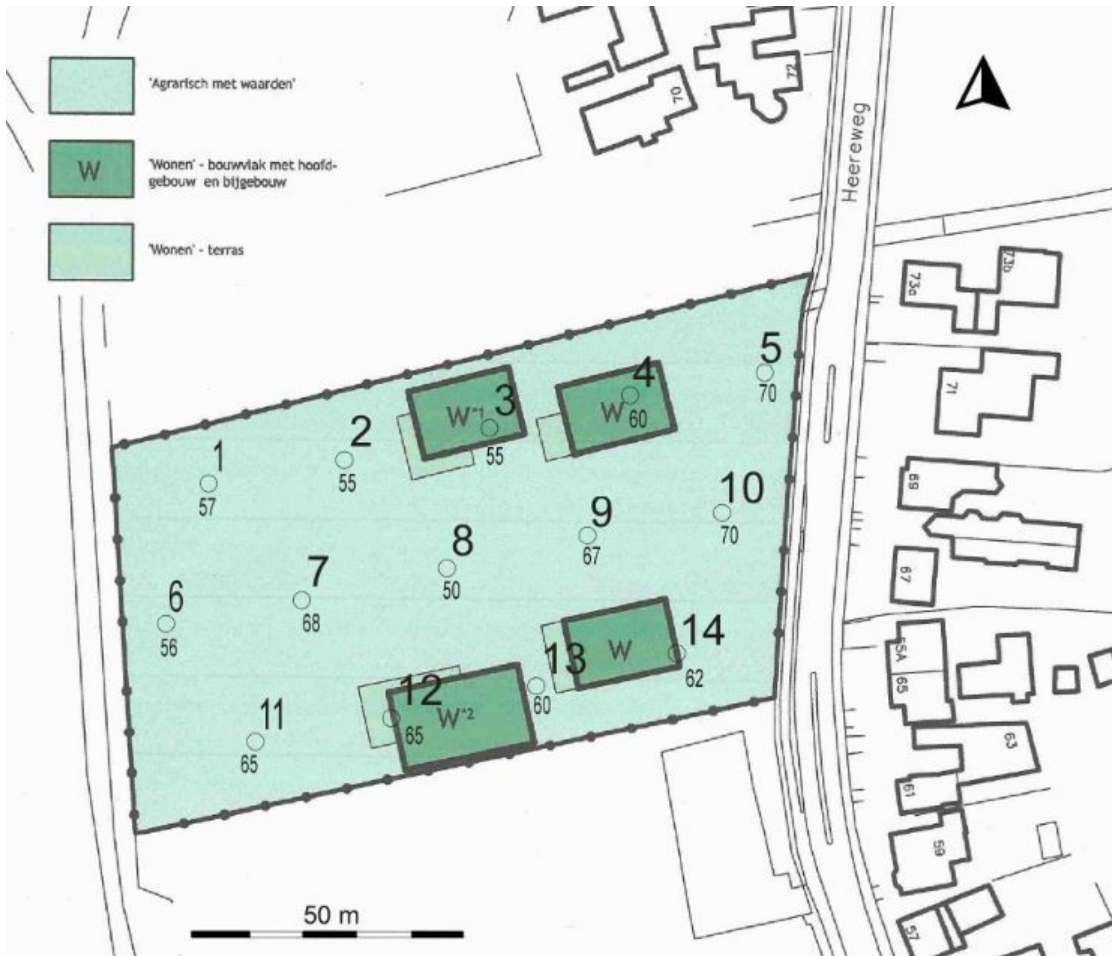 'Agrarisch met waarden'
W
'Wonen' - bouwvlak met hoofd-
gebouw en bijgebouw
'Wonen' - terras
70
72
Heereweg
73a
73b
71
69
67
65A
65
63
61
59
57
1
57
2
55
W*1
3
55
W
4
60
5
70
6
56
7
68
8
50
9
67
10
70
11
65
12
65
W*2
13
60
W
14
62
50 m